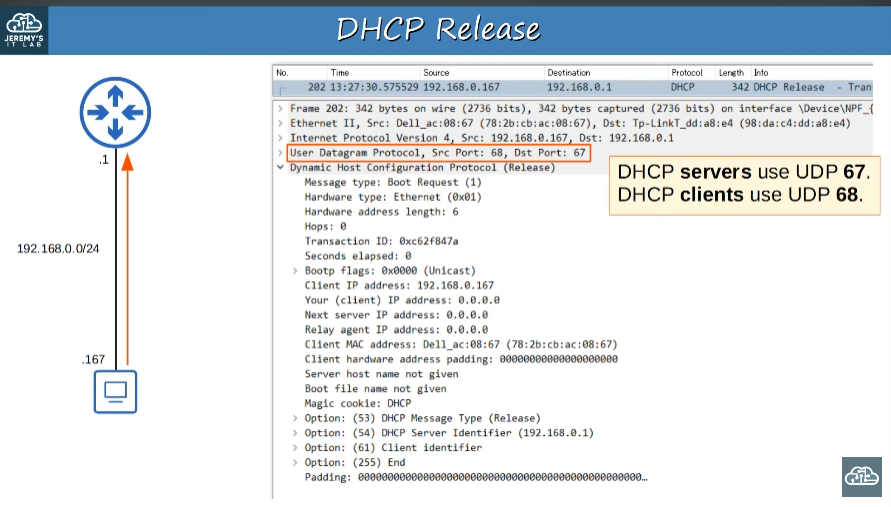 JEREMY'S
IT LAB
DHCP Release
.1
192.168.0.0/24
.167
No. Time Source Destination Protocol Length Info
202 13:27:30.575529 192.168.0.167 192.168.0.1 DHCP 342 DHCP Release - Tran
Frame 202: 342 bytes on wire (2736 bits), 342 bytes captured (2736 bits) on interface \Device\NPF_{
Ethernet II, Src: Dell_ac:08:67 (78:2b:cb:ac:08:67), Dst: Tp-LinkT_dd:a8:e4 (98:da:c4:dd:a8:e4)
Internet Protocol Version 4, Src: 192.168.0.167, Dst: 192.168.0.1
User Datagram Protocol, Src Port: 68, Dst Port: 67
Dynamic Host Configuration Protocol (Release)
Message type: Boot Request (1)
Hardware type: Ethernet (0x01)
Hardware address length: 6
Hops: 0
Transaction ID: 0xc62f847a
Seconds elapsed: 0
Bootp flags: 0x0000 (Unicast)
Client IP address: 192.168.0.167
Your (client) IP address: 0.0.0.0
Next server IP address: 0.0.0.0
Relay agent IP address: 0.0.0.0
Client MAC address: Dell_ac:08:67 (78:2b:cb:ac:08:67)
Client hardware address padding: 00000000000000000000
Server host name not given
Boot file name not given
Magic cookie: DHCP
Option: (53) DHCP Message Type (Release)
Option: (54) DHCP Server Identifier (192.168.0.1)
Option: (61) Client identifier
Option: (255) End
Padding: 000000000000000000000000000000000000000000…
DHCP servers use UDP 67.
DHCP clients use UDP 68.